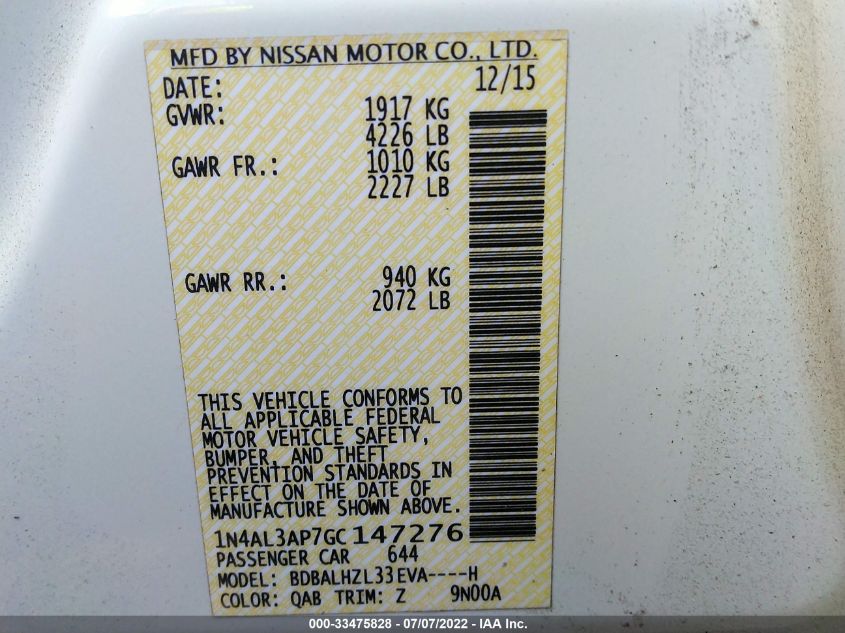 MFD BY NISSAN MOTOR CO., LTD.
DATE: 12/15
GVWR: 1917 KG
4226 LB
GAWR FR.: 1010 KG
2227 LB
GAWR RR.: 940 KG
2072 LB
THIS VEHICLE CONFORMS TO
ALL APPLICABLE FEDERAL
MOTOR VEHICLE SAFETY,
BUMPER, AND THEFT
PREVENTION STANDARDS IN
EFFECT ON THE DATE OF
MANUFACTURE SHOWN ABOVE.
1N4AL3AP7GC147276
PASSENGER CAR 644
MODEL: BDBALHZL33EVA----H
COLOR: QAB TRIM: Z 9N00A
000-33475828 - 07/07/2022 - IAA Inc.